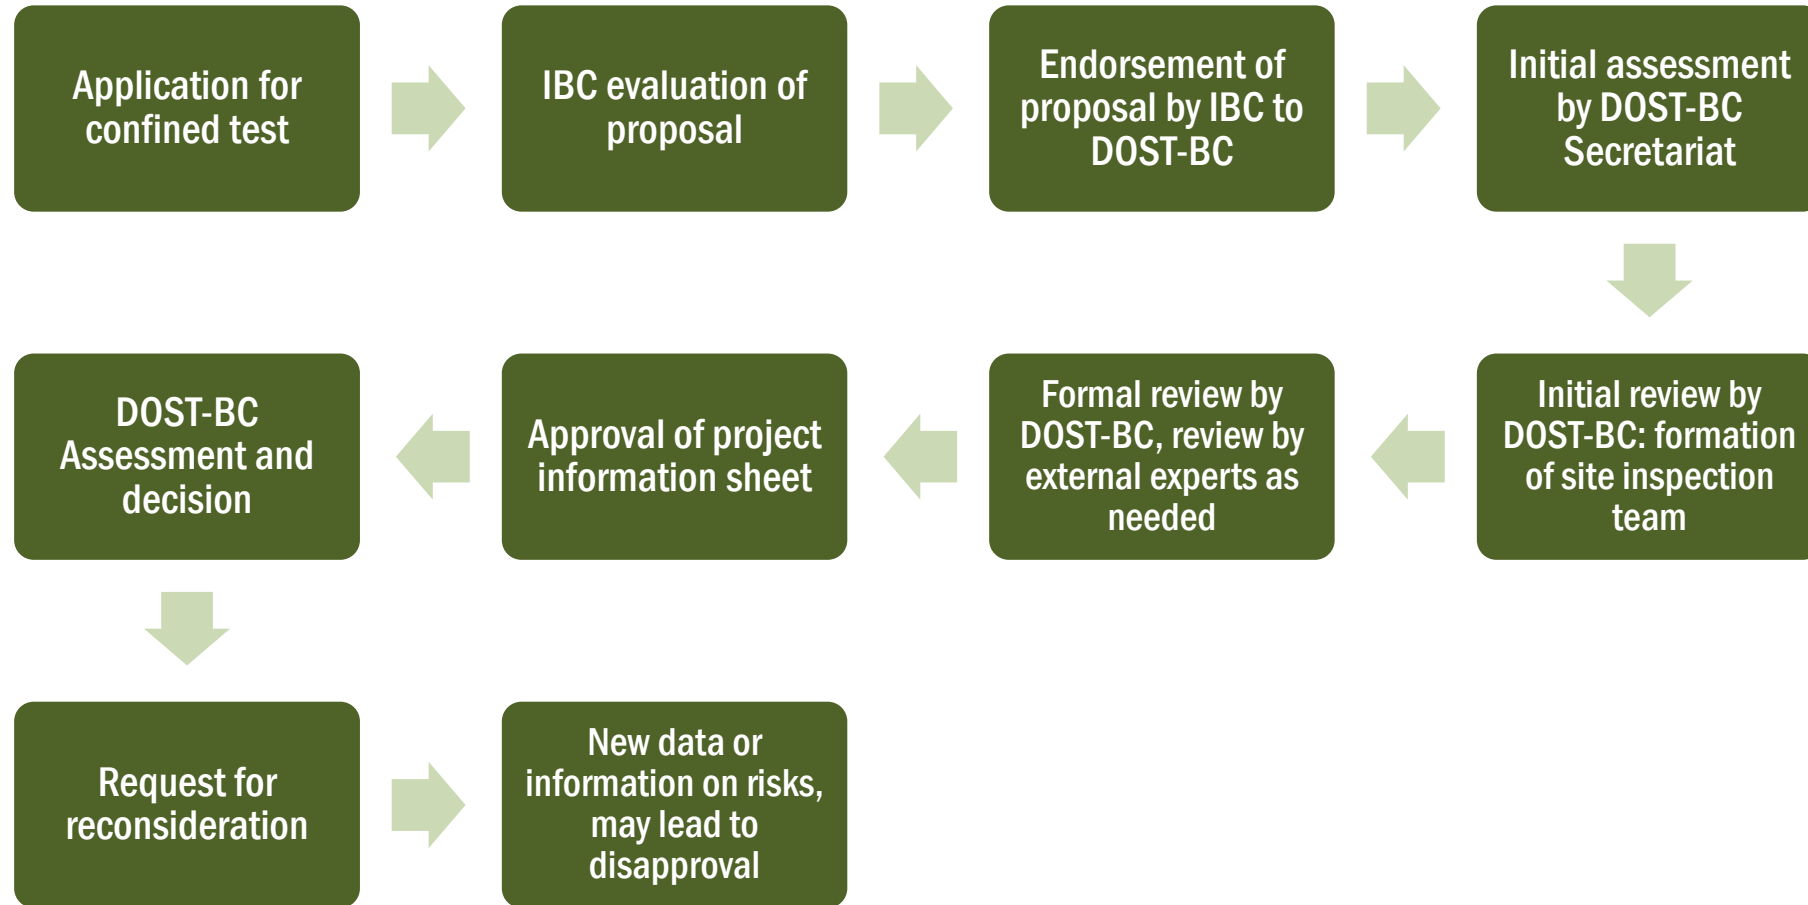 Application for
confined test
IBC evaluation of
proposal
Endorsement of
proposal by IBC to
DOST-BC
Initial assessment
by DOST-BC
Secretariat
Initial review by
DOST-BC: formation
of site inspection
team
Formal review by
DOST-BC, review by
external experts as
needed
Approval of project
information sheet
DOST-BC
Assessment and
decision
Request for
reconsideration
New data or
information on risks,
may lead to
disapproval